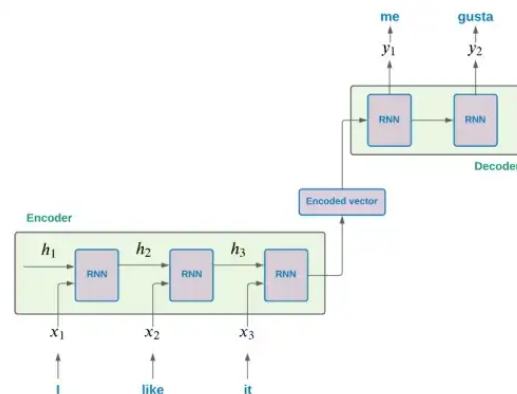 me gusta
y1 y2
RNN RNN
Decoder
Encoded vector
Encoder
h1 h2 h3
RNN RNN RNN
x1 x2 x3
I like it